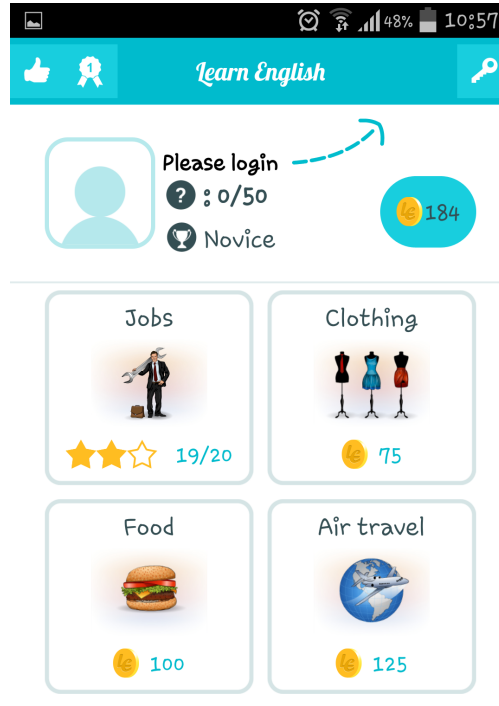 48% 10:57
1 Learn English
Please login
? : 0/50
LE 184
Novice
Jobs Clothing
19/20 LE 75
Food Air travel
LE 100 LE 125